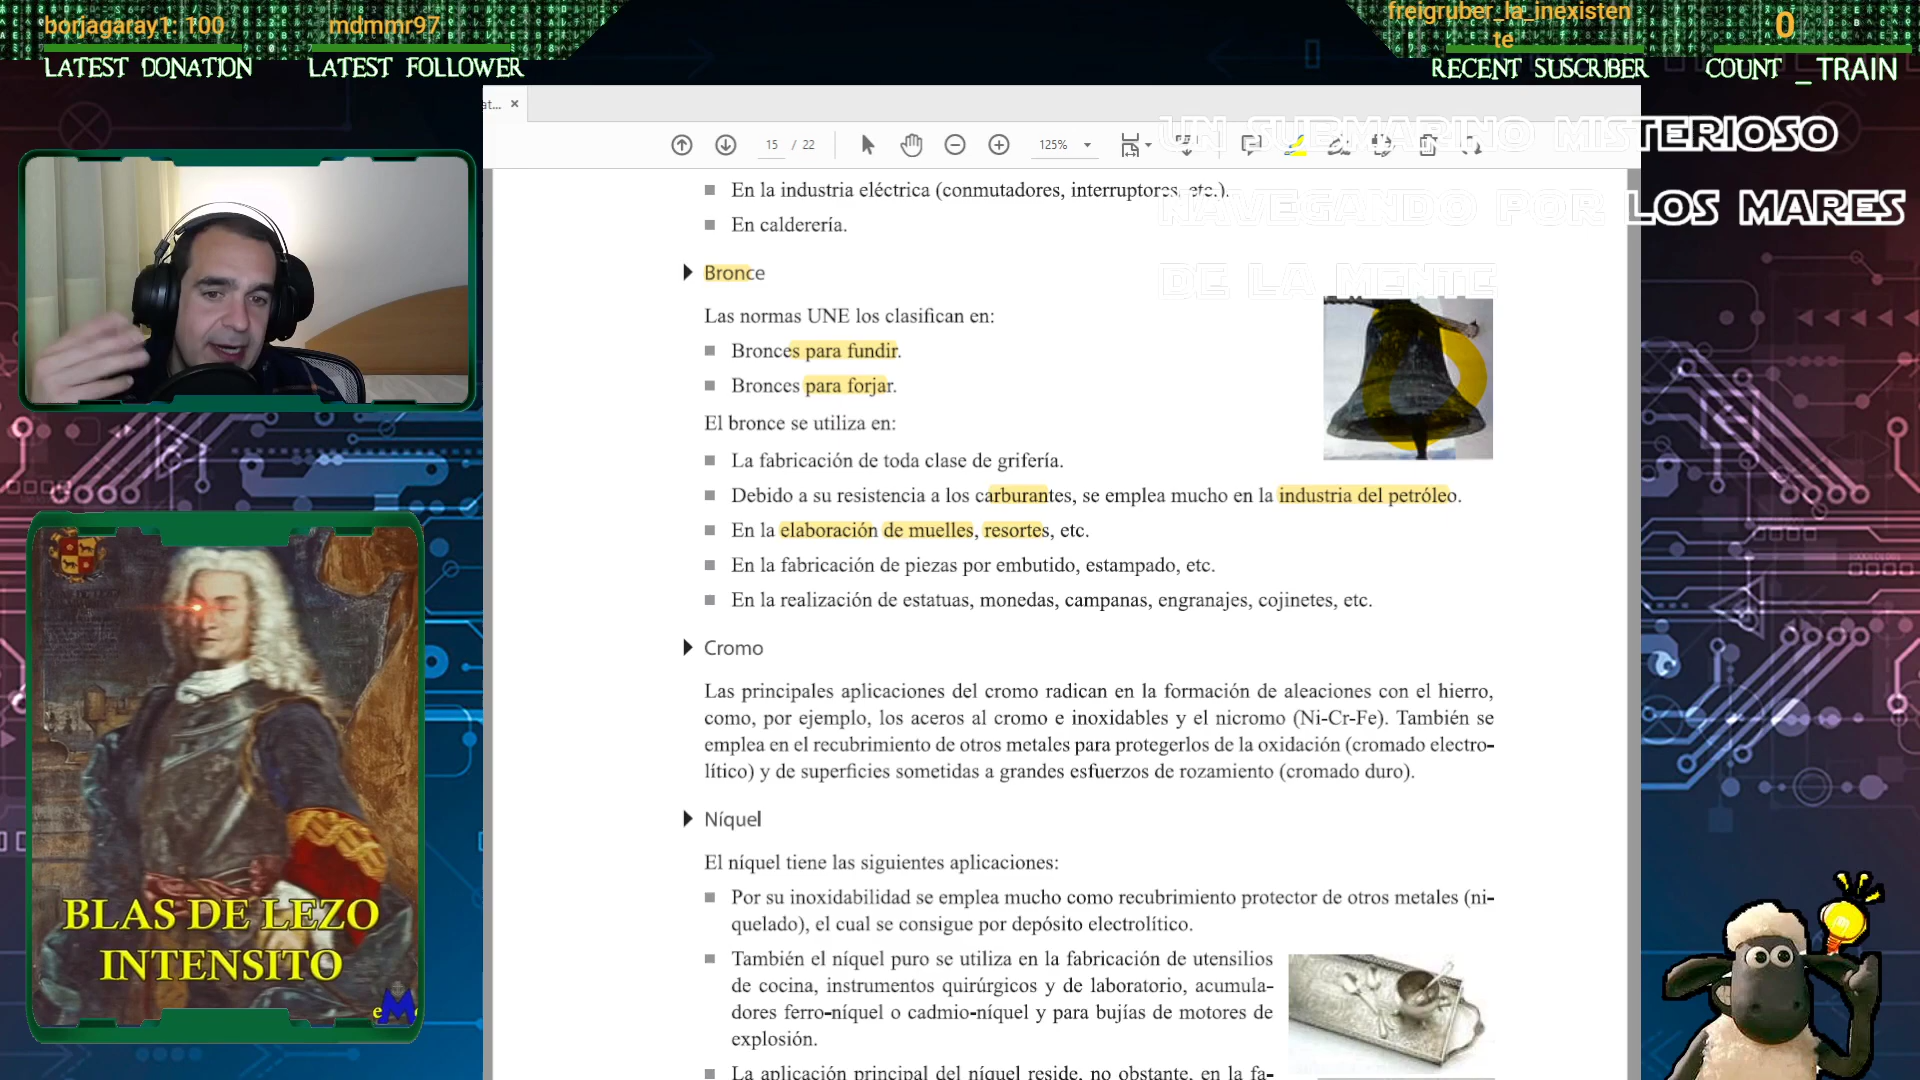 borjagaray1: 100
mdmmr97
freigruber_la_inexisten
te
0
LATEST DONATION
LATEST FOLLOWER
RECENT SUSCRIBER
COUNT _TRAIN
at... ×
15 / 22
125%
UN SUBMARINO MISTERIOSO
NAVEGANDO POR LOS MARES
DE LA MENTE
En la industria eléctrica (conmutadores, interruptores, etc.).
En calderería.
Bronce
Las normas UNE los clasifican en:
Bronces para fundir.
Bronces para forjar.
El bronce se utiliza en:
La fabricación de toda clase de grifería.
Debido a su resistencia a los carburantes, se emplea mucho en la industria del petróleo.
En la elaboración de muelles, resortes, etc.
En la fabricación de piezas por embutido, estampado, etc.
En la realización de estatuas, monedas, campanas, engranajes, cojinetes, etc.
Cromo
Las principales aplicaciones del cromo radican en la formación de aleaciones con el hierro,
como, por ejemplo, los aceros al cromo e inoxidables y el nicromo (Ni-Cr-Fe). También se
emplea en el recubrimiento de otros metales para protegerlos de la oxidación (cromado electro-
lítico) y de superficies sometidas a grandes esfuerzos de rozamiento (cromado duro).
Níquel
El níquel tiene las siguientes aplicaciones:
Por su inoxidabilidad se emplea mucho como recubrimiento protector de otros metales (ni-
quelado), el cual se consigue por depósito electrolítico.
También el níquel puro se utiliza en la fabricación de utensilios
de cocina, instrumentos quirúrgicos y de laboratorio, acumula-
dores ferro-níquel o cadmio-níquel y para bujías de motores de
explosión.
La aplicación principal del níquel reside, no obstante, en la fa-
BLAS DE LEZO
INTENSITO